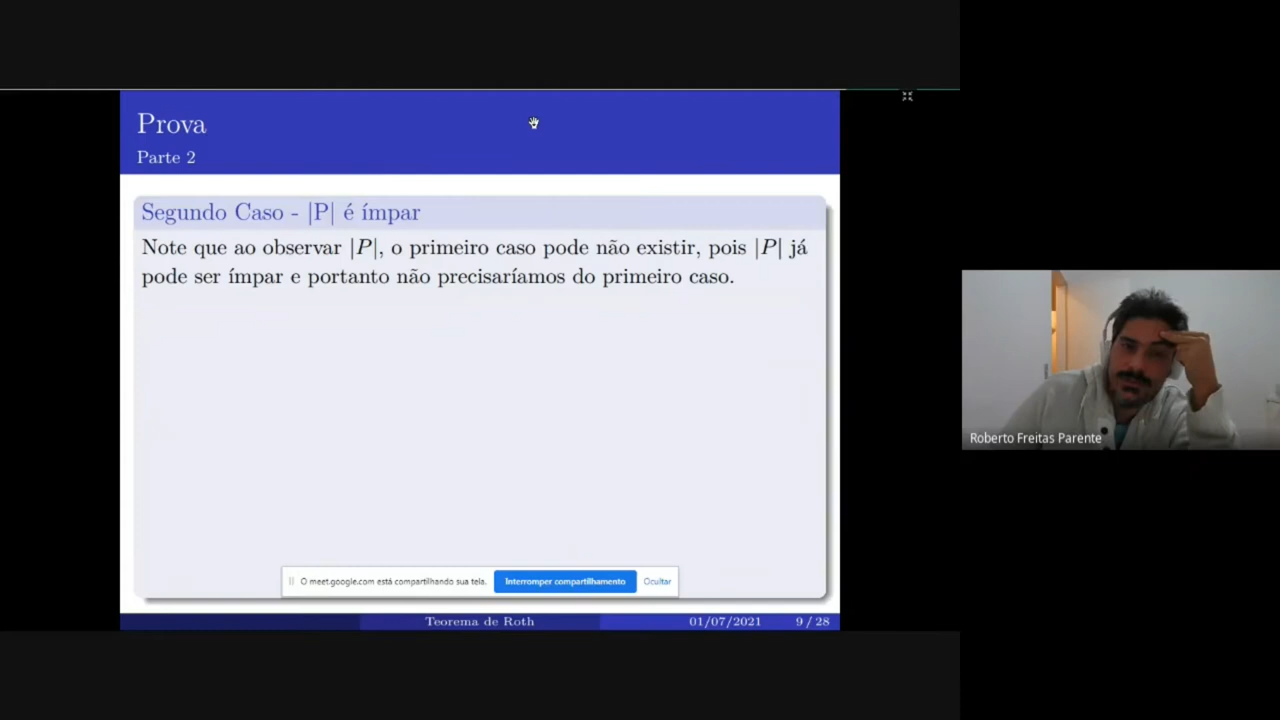 Prova
Parte 2
Segundo Caso - |P| é ímpar
Note que ao observar |P|, o primeiro caso pode não existir, pois |P| já
pode ser ímpar e portanto não precisaríamos do primeiro caso.
Roberto Freitas Parente
O meet.google.com está compartilhando sua tela.
Interromper compartilhamento
Ocultar
Teorema de Roth
01/07/2021
9 / 28